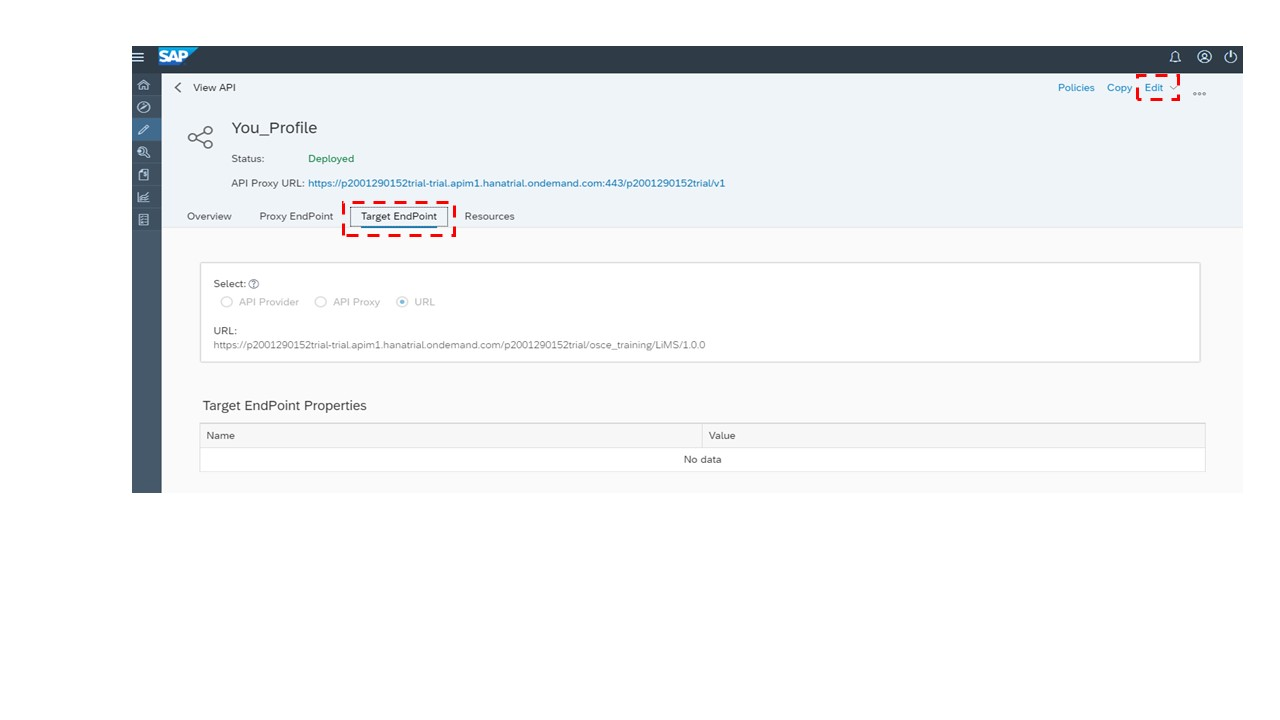 SAP
View API
Policies Copy Edit
You_Profile
Status: Deployed
API Proxy URL: https://p2001290152trial-trial.apim1.hanatrial.ondemand.com:443/p2001290152trial/v1
Overview Proxy EndPoint Target EndPoint Resources
Select:
API Provider API Proxy URL
URL:
https://p2001290152trial-trial.apim1.hanatrial.ondemand.com/p2001290152trial/osce_training/LiMS/1.0.0
Target EndPoint Properties
Name Value
No data